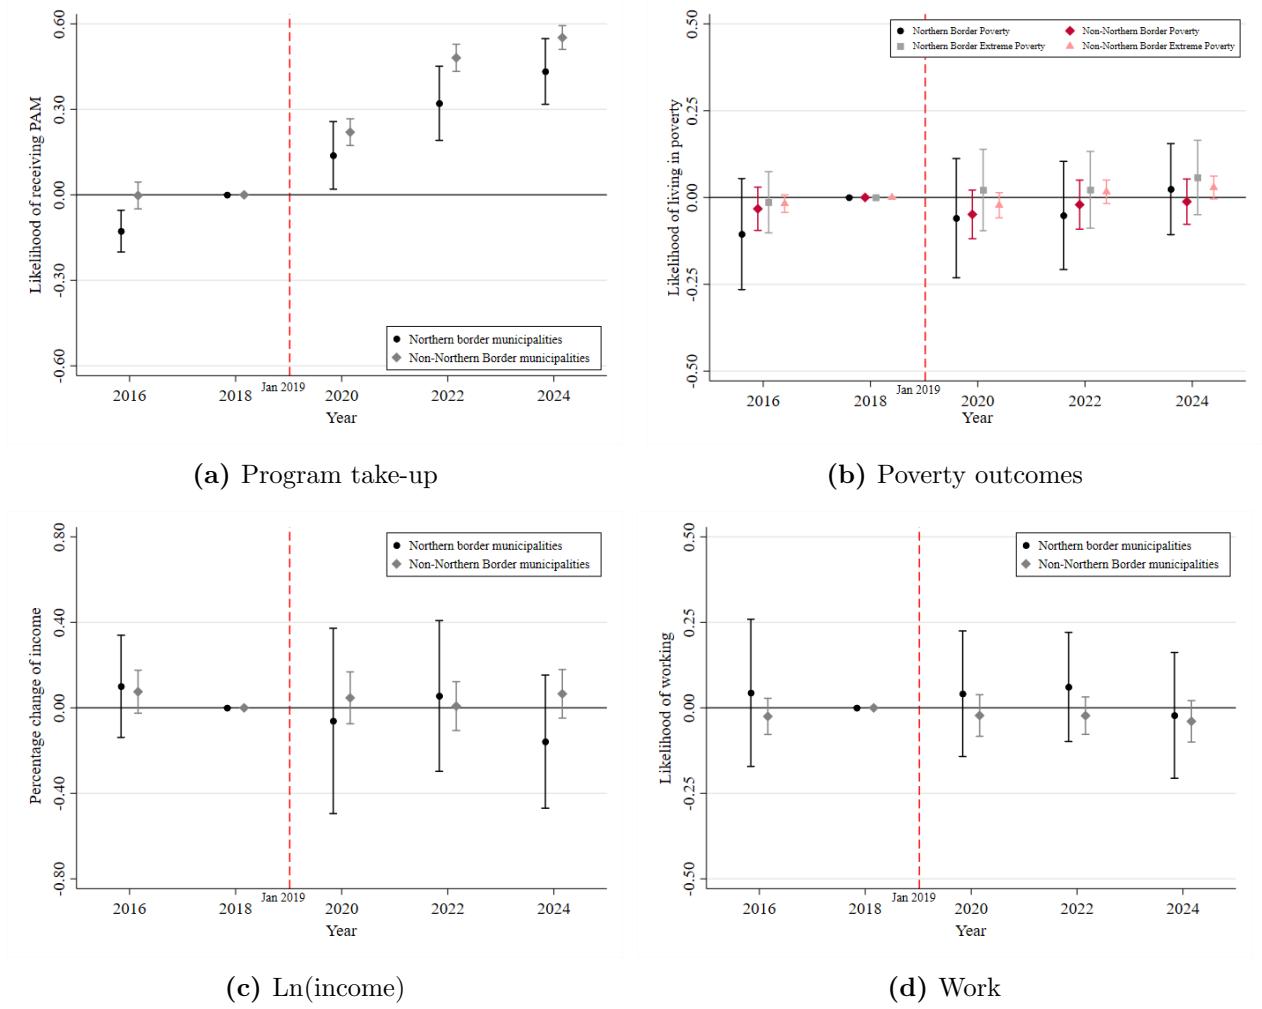 0.60
0.30
0.00
-0.30
-0.60
Likelihood of receiving PAM
Northern border municipalities
Non-Northern Border municipalities
2016
2018
Jan 2019
2020
2022
2024
Year
(a) Program take-up
0.50
0.25
0.00
-0.25
-0.50
Likelihood of living in poverty
Northern Border Poverty
Non-Northern Border Poverty
Northern Border Extreme Poverty
Non-Northern Border Extreme Poverty
2016
2018
Jan 2019
2020
2022
2024
Year
(b) Poverty outcomes
0.80
0.40
0.00
-0.40
-0.80
Percentage change of income
Northern border municipalities
Non-Northern Border municipalities
2016
2018
Jan 2019
2020
2022
2024
Year
(c) Ln(income)
0.50
0.25
0.00
-0.25
-0.50
Likelihood of working
Northern border municipalities
Non-Northern Border municipalities
2016
2018
Jan 2019
2020
2022
2024
Year
(d) Work